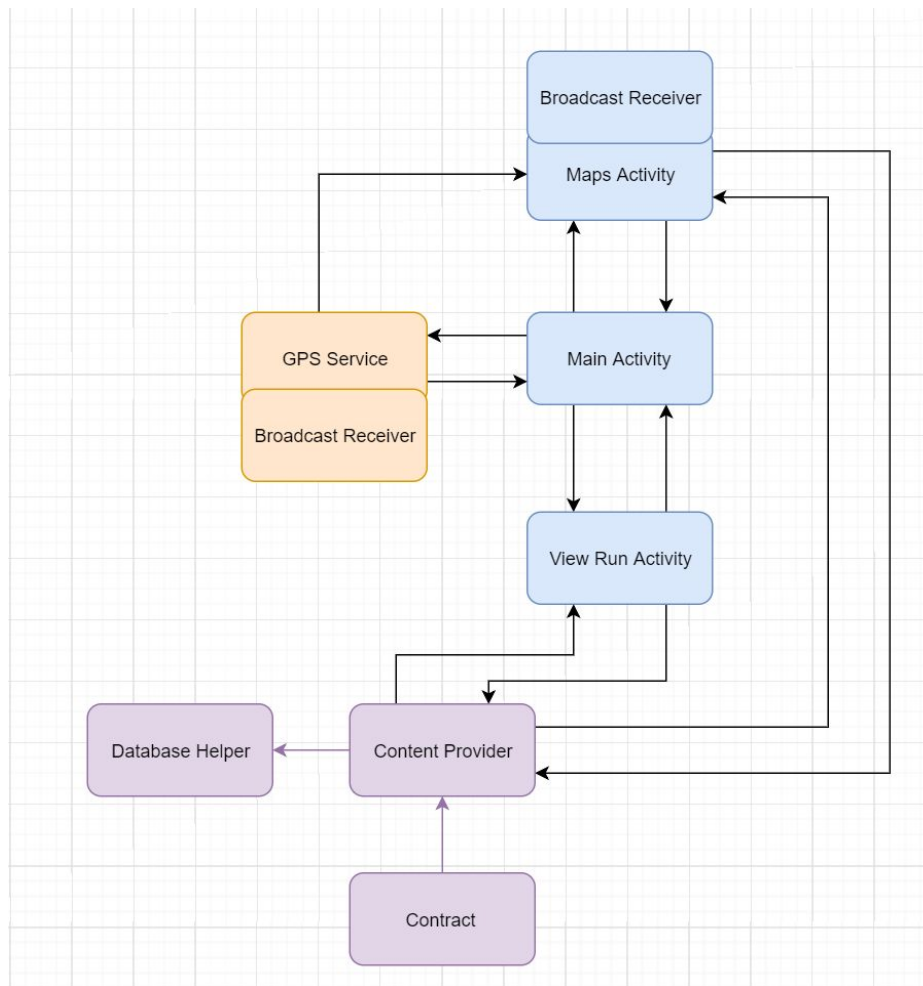 Broadcast Receiver
Maps Activity
GPS Service
Main Activity
Broadcast Receiver
View Run Activity
Database Helper
Content Provider
Contract